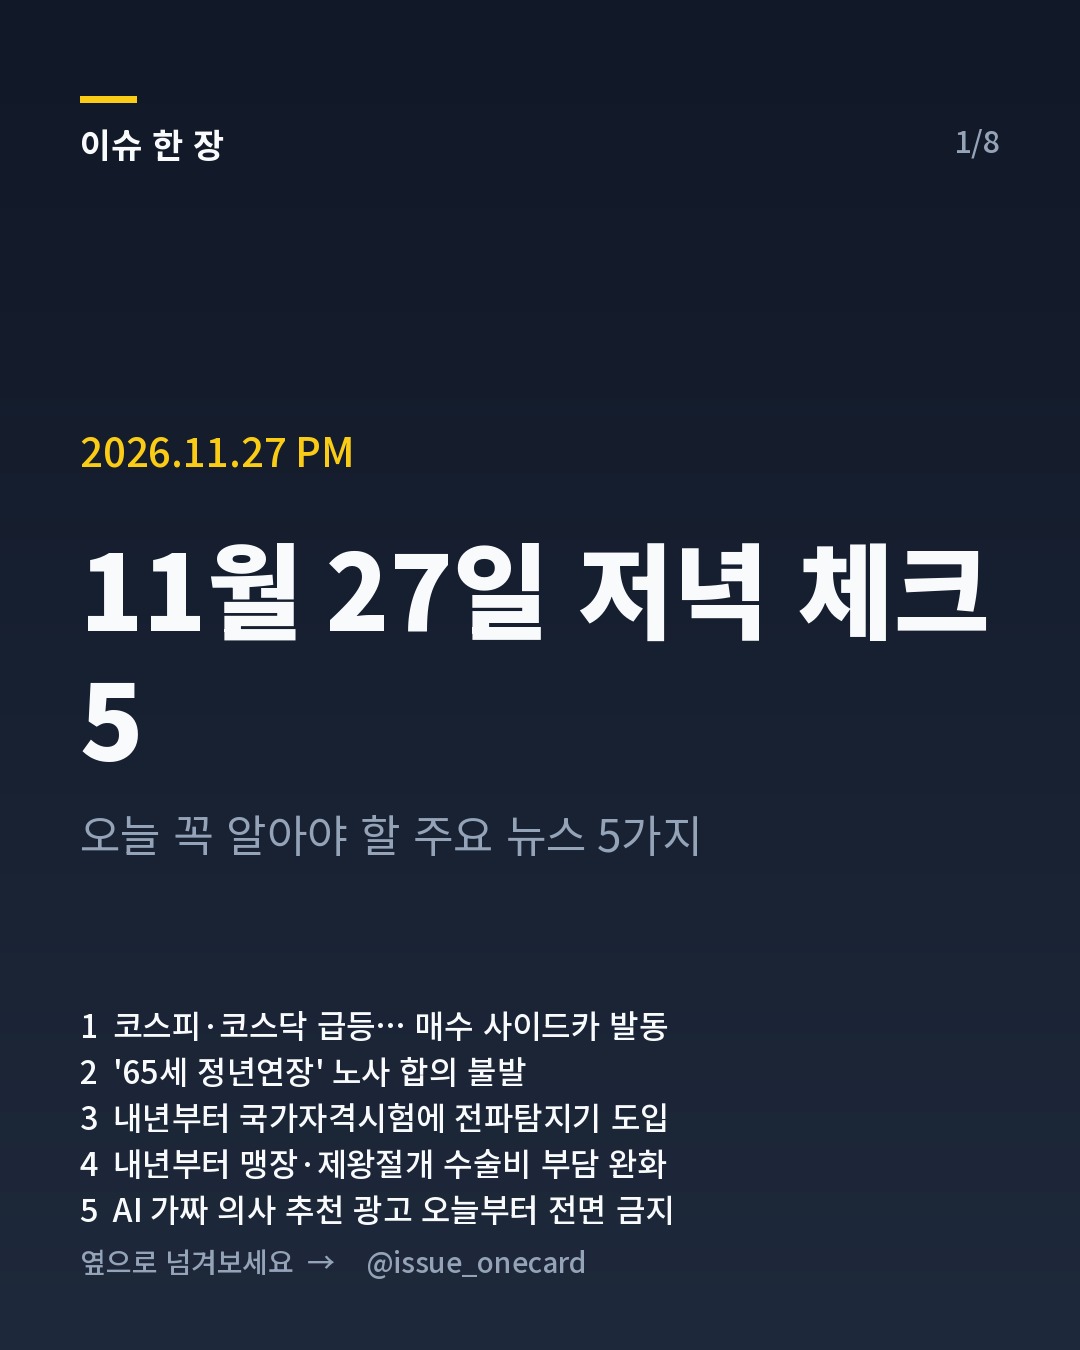 이슈 한 장
1/8
2026.11.27 PM
11월 27일 저녁 체크
5
오늘 꼭 알아야 할 주요 뉴스 5가지
1 코스피·코스닥 급등… 매수 사이드카 발동
2 '65세 정년연장' 노사 합의 불발
3 내년부터 국가자격시험에 전파탐지기 도입
4 내년부터 맹장·제왕절개 수술비 부담 완화
5 AI 가짜 의사 추천 광고 오늘부터 전면 금지
옆으로 넘겨보세요 → @issue_onecard